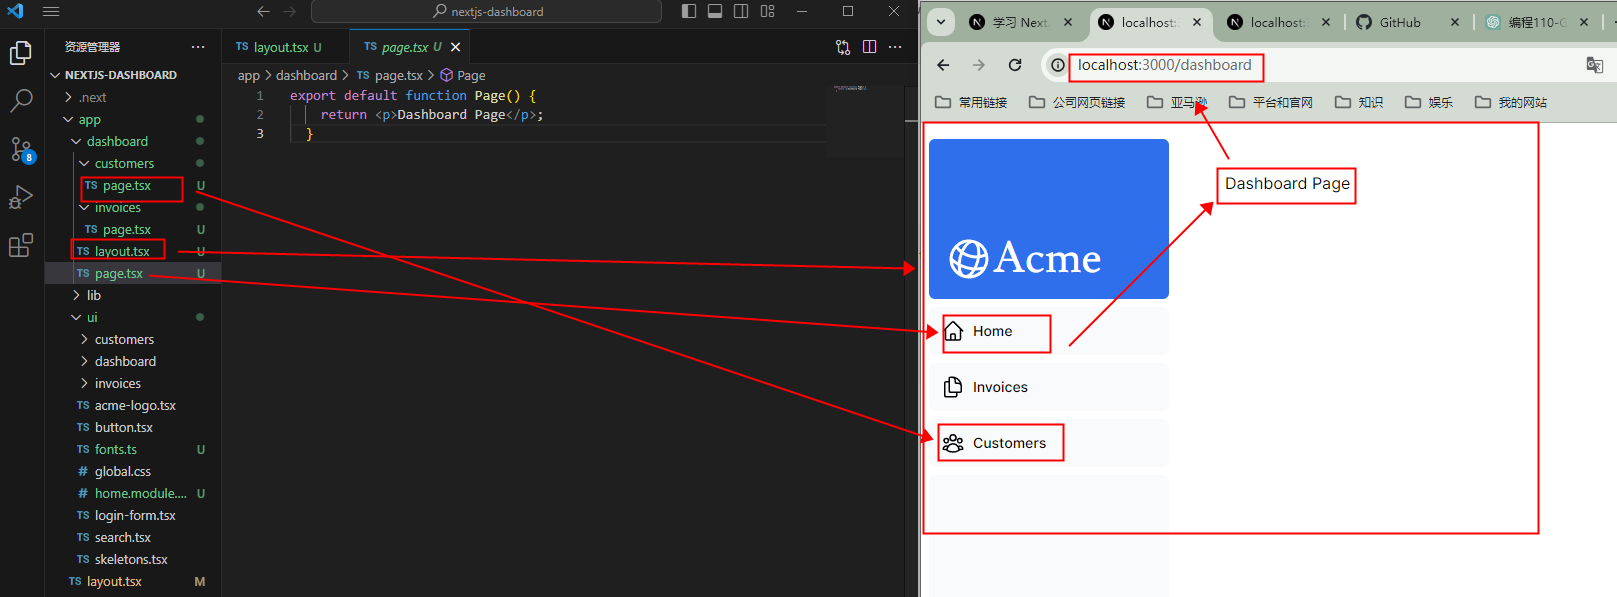 nextjs-dashboard
资源管理器
NEXTJS-DASHBOARD
.next
app
dashboard
customers
TS page.tsx U
invoices
TS page.tsx U
TS layout.tsx U
TS page.tsx U
lib
ui
customers
dashboard
invoices
TS acme-logo.tsx
TS button.tsx
TS fonts.ts U
# global.css
# home.module.... U
TS login-form.tsx
TS search.tsx
TS skeletons.tsx
TS layout.tsx M
8
TS layout.tsx U
TS page.tsx U
app > dashboard > TS page.tsx > Page
1 export default function Page() {
2 return <p>Dashboard Page</p>;
3 }
学习 Next.
localhost:
localhost:
GitHub
编程110-G
localhost:3000/dashboard
常用链接
公司网页链接
亚马逊
平台和官网
知识
娱乐
我的网站
Acme
Home
Invoices
Customers
Dashboard Page